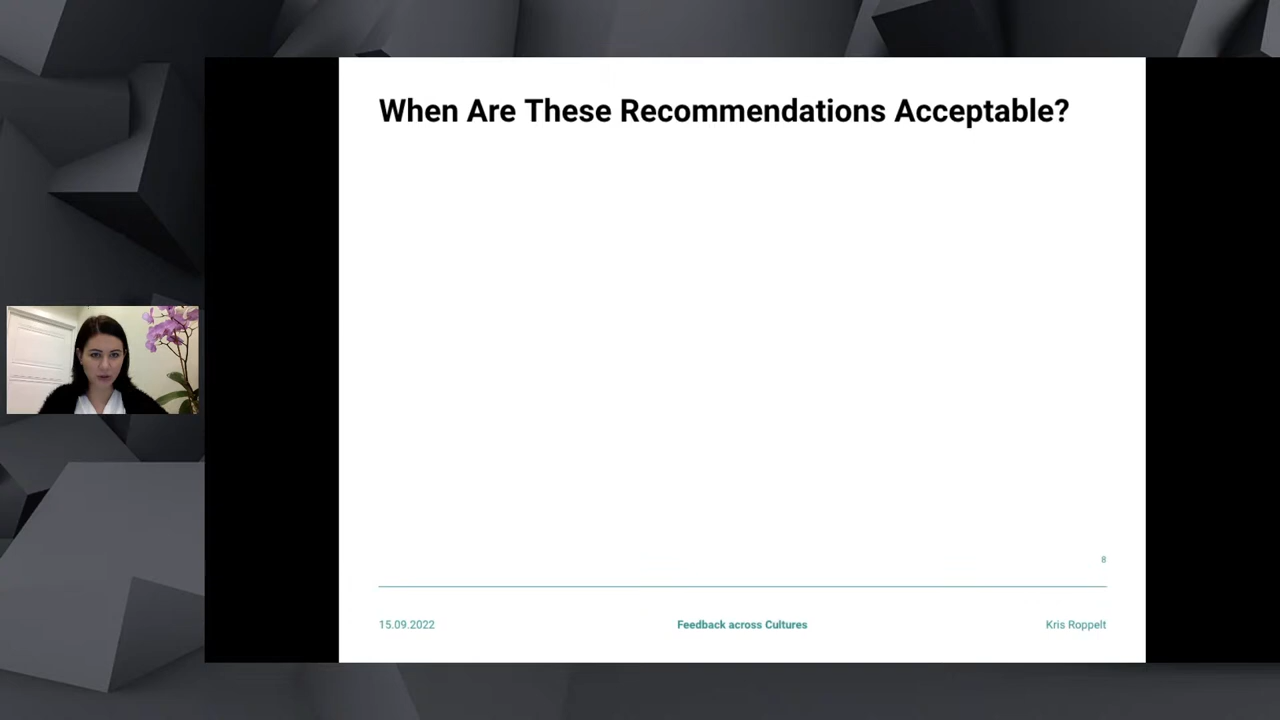 When Are These Recommendations Acceptable?
8
15.09.2022
Feedback across Cultures
Kris Roppelt